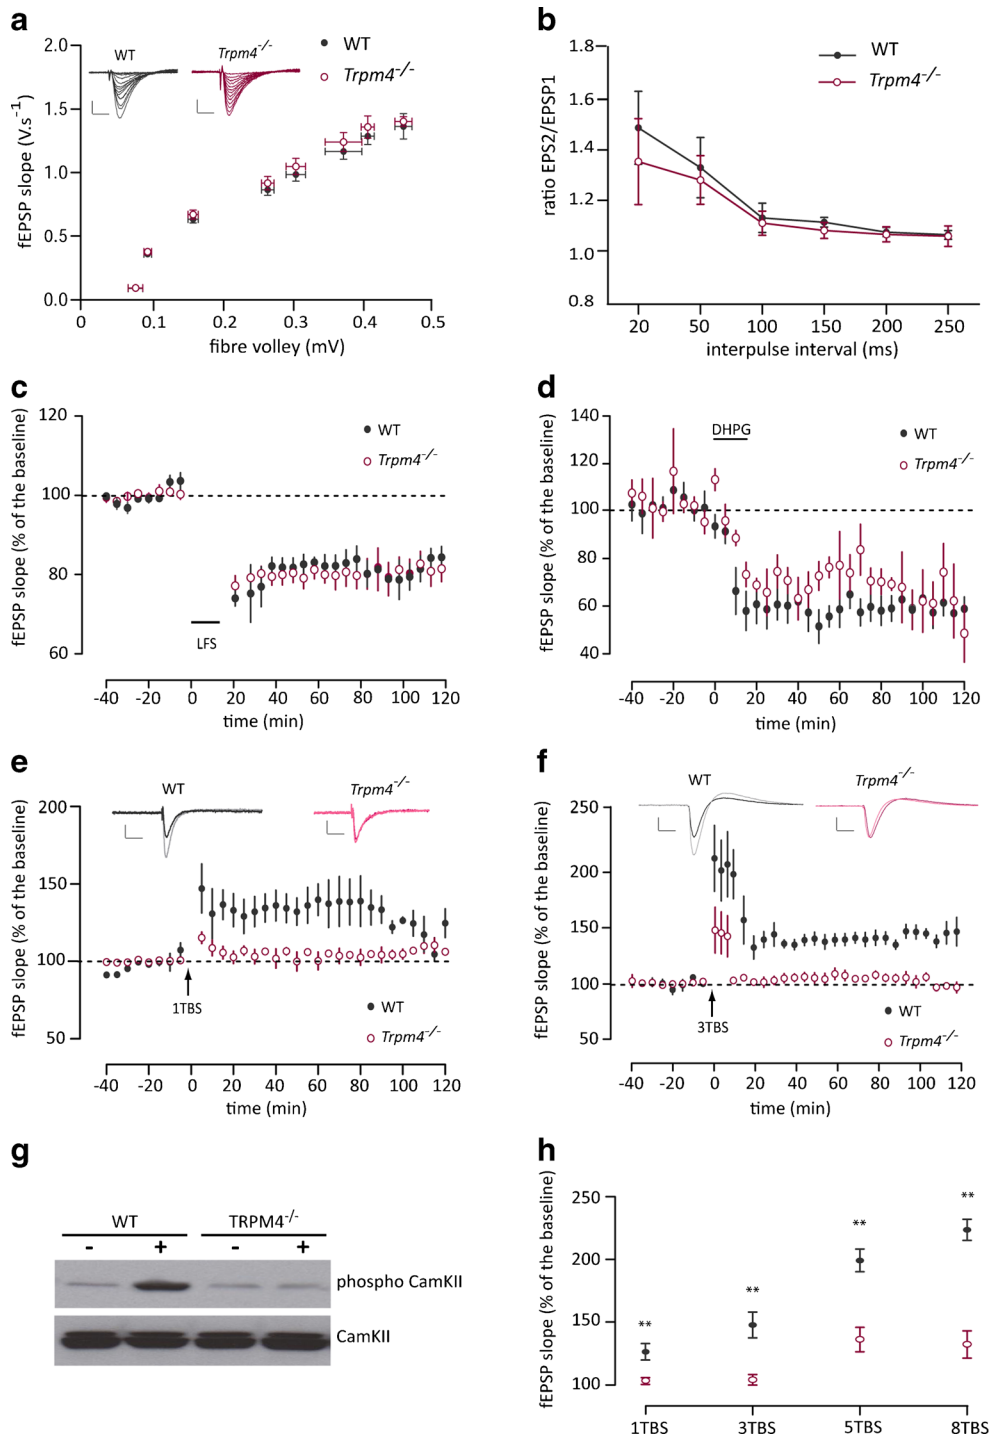 a
WT
Trpm4-/-
WT
Trpm4-/-
fEPSP slope (V.s-1)
2.0
1.5
1.0
0.5
0.0
0
0.1
0.2
0.3
0.4
0.5
fibre volley (mV)
b
WT
Trpm4-/-
ratio EPS2/EPSP1
1.8
1.6
1.4
1.2
1.0
0.8
20
50
100
150
200
250
interpulse interval (ms)
c
WT
Trpm4-/-
fEPSP slope (% of the baseline)
120
100
80
60
LFS
-40
-20
0
20
40
60
80
100
120
time (min)
d
DHPG
WT
Trpm4-/-
fEPSP slope (% of the baseline)
140
120
100
80
60
40
-40
-20
0
20
40
60
80
100
120
time (min)
e
WT
Trpm4-/-
fEPSP slope (% of the baseline)
200
150
100
50
1TBS
WT
Trpm4-/-
-40
-20
0
20
40
60
80
100
120
time (min)
f
WT
Trpm4-/-
fEPSP slope (% of the baseline)
250
200
150
100
50
3TBS
WT
Trpm4-/-
-40
-20
0
20
40
60
80
100
120
time (min)
g
WT
TRPM4-/-
- + - +
phospho CamKII
CamKII
h
fEPSP slope (% of the baseline)
250
200
150
100
**
**
**
**
1TBS
3TBS
5TBS
8TBS